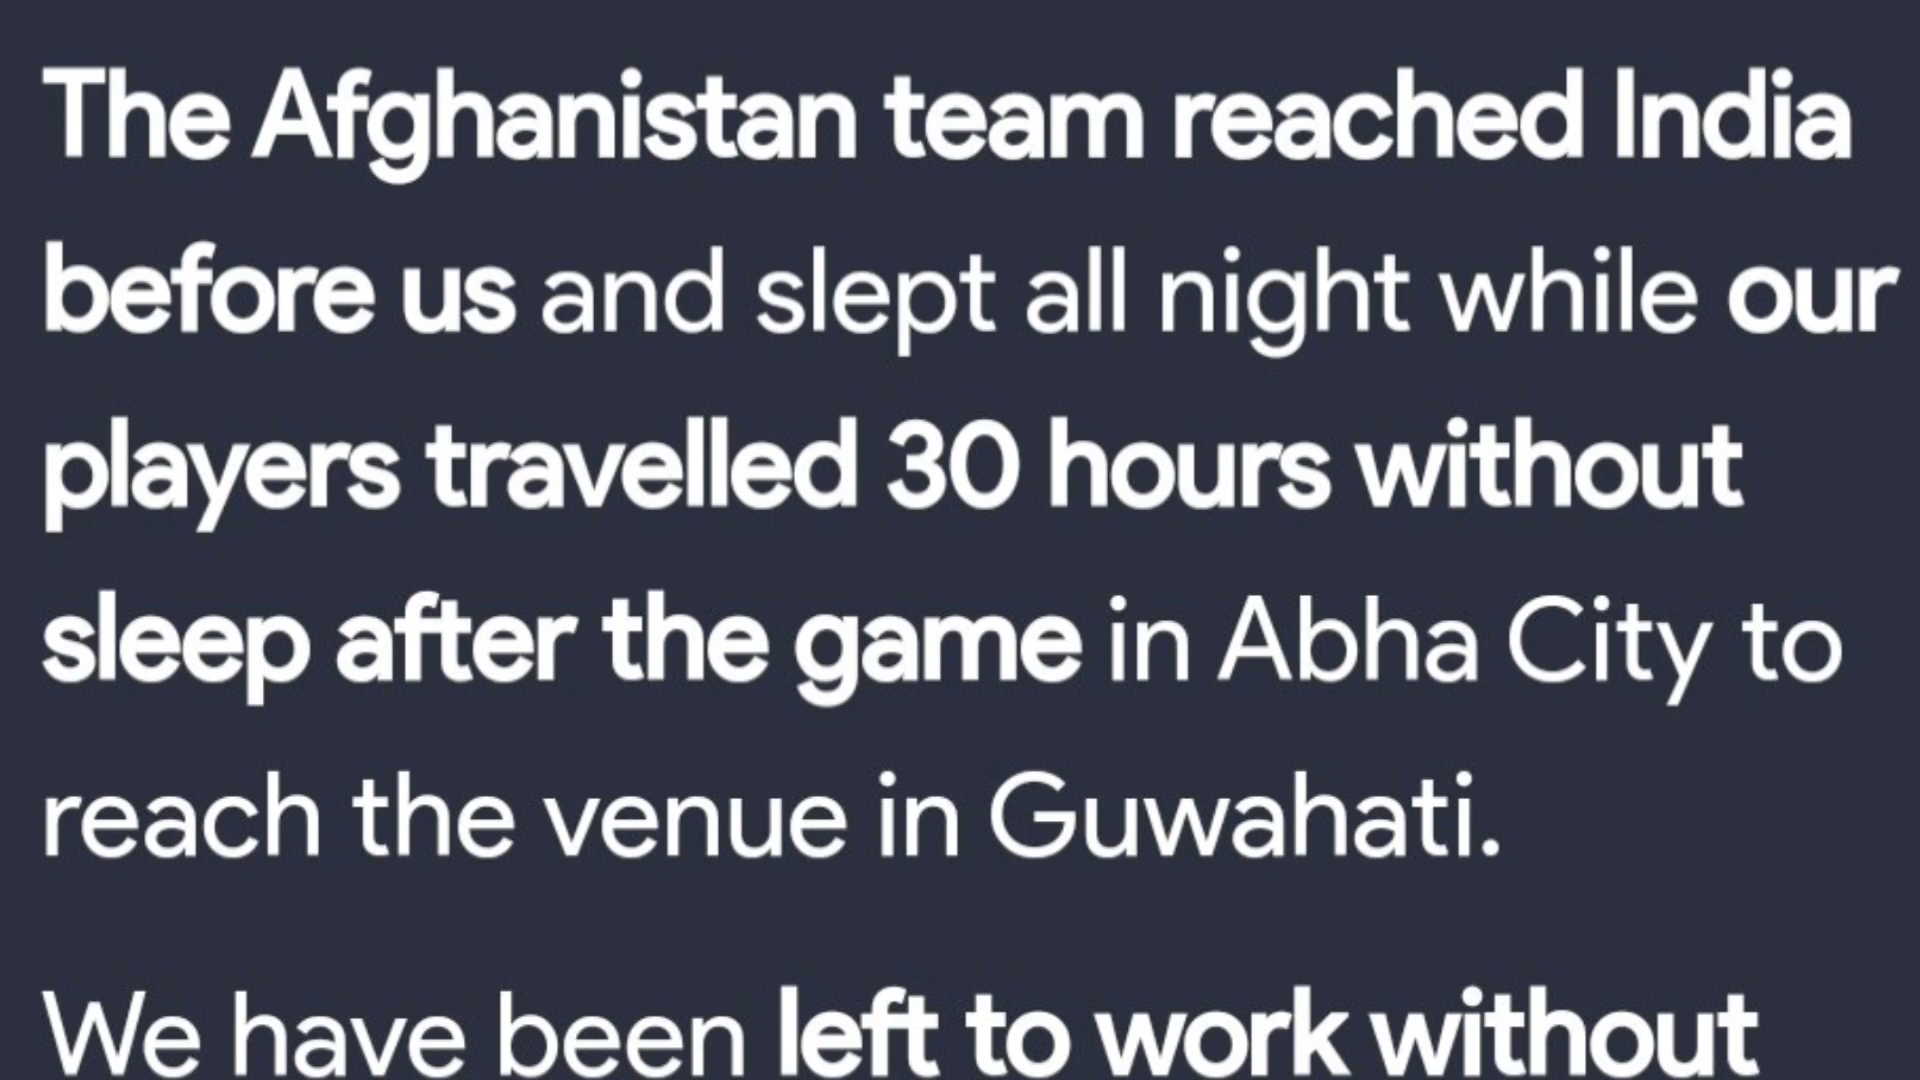 The Afghanistan team reached India
before us and slept all night while our
players travelled 30 hours without
sleep after the game in Abha City to
reach the venue in Guwahati.
We have been left to work without